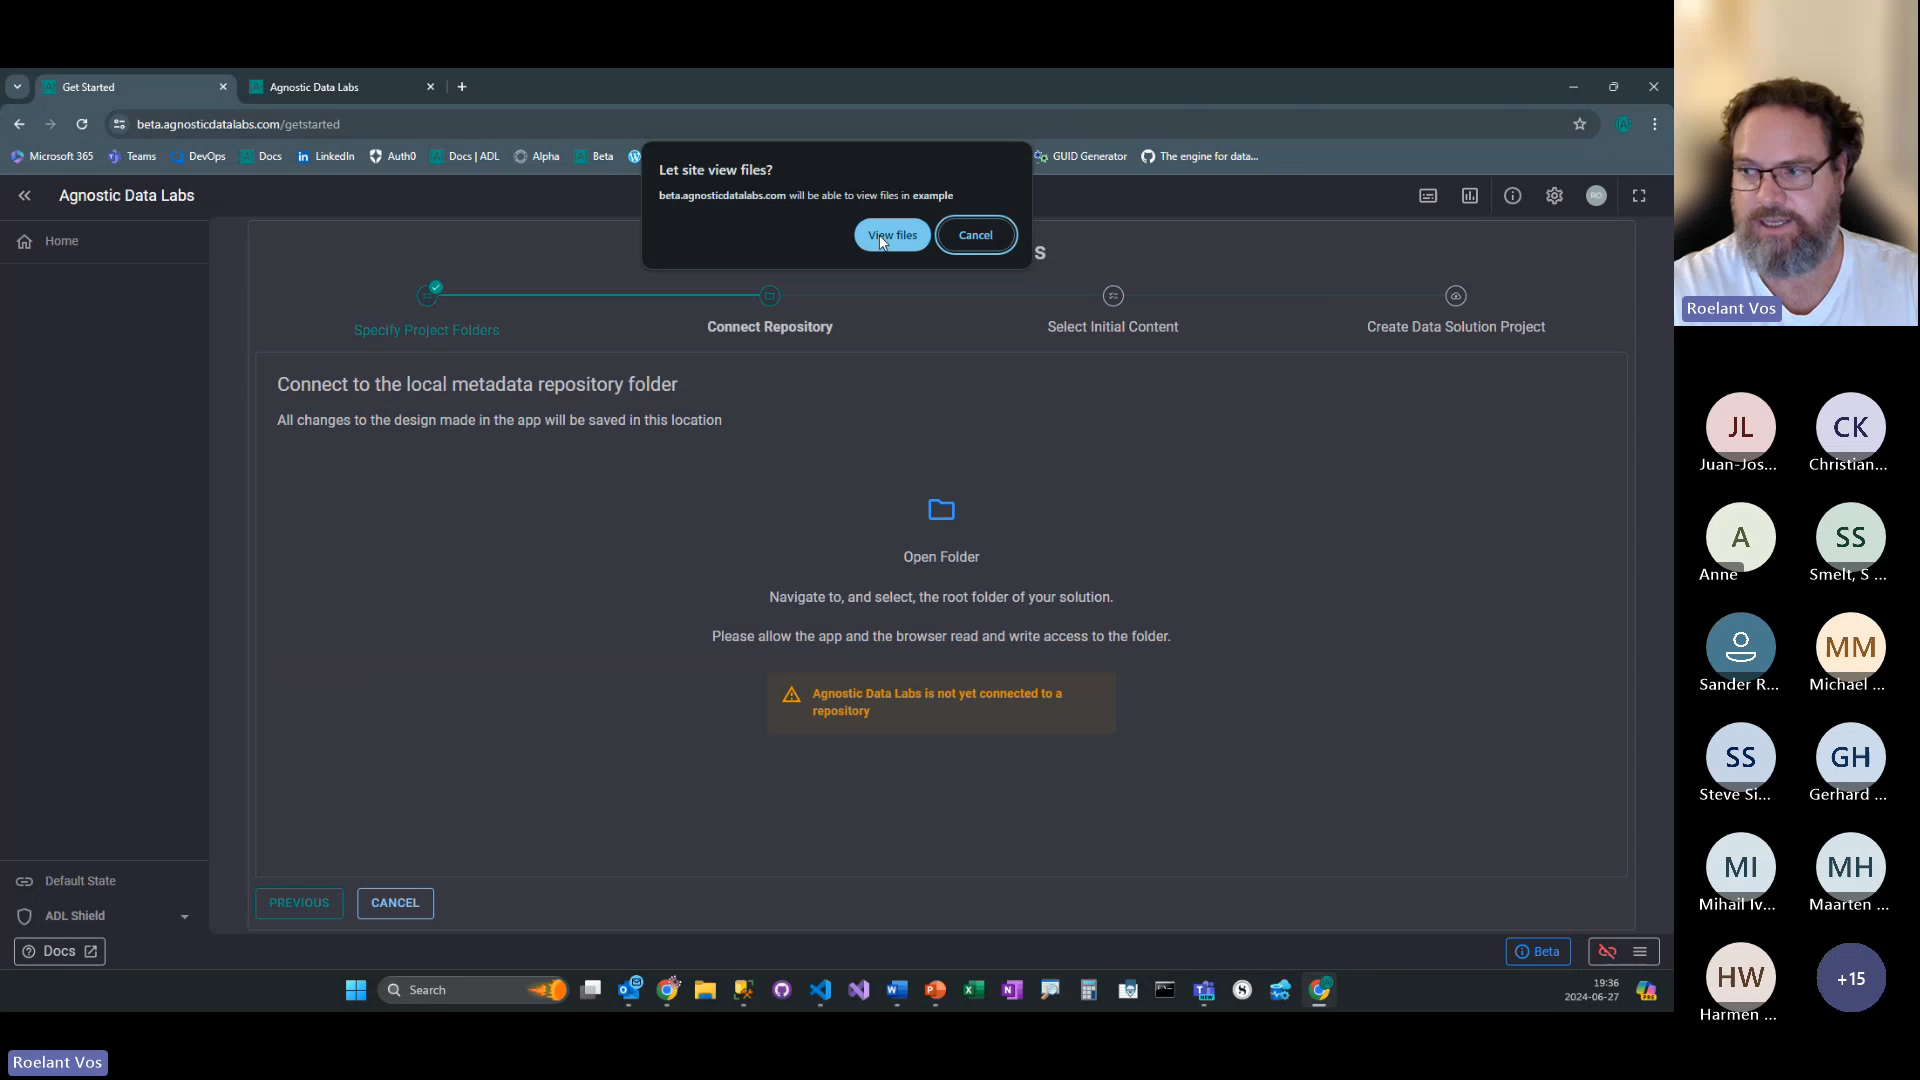 Get Started
Agnostic Data Labs
beta.agnosticdatalabs.com/getstarted
Microsoft 365
Teams
DevOps
Docs
LinkedIn
Auth0
Docs | ADL
Alpha
Beta
GUID Generator
The engine for data...
Let site view files?
beta.agnosticdatalabs.com will be able to view files in example
View files
Cancel
Agnostic Data Labs
RO
Home
s
Specify Project Folders
Connect Repository
Select Initial Content
Create Data Solution Project
Connect to the local metadata repository folder
All changes to the design made in the app will be saved in this location
Open Folder
Navigate to, and select, the root folder of your solution.
Please allow the app and the browser read and write access to the folder.
Agnostic Data Labs is not yet connected to a
repository
PREVIOUS
CANCEL
Default State
ADL Shield
Docs
Beta
Search
19:36
2024-06-27
Roelant Vos
Roelant Vos
JL
Juan-Jos...
CK
Christian...
A
Anne
SS
Smelt, S ...
Sander R...
MM
Michael ...
SS
Steve Si...
GH
Gerhard ...
MI
Mihail Iv...
MH
Maarten ...
HW
Harmen ...
+15